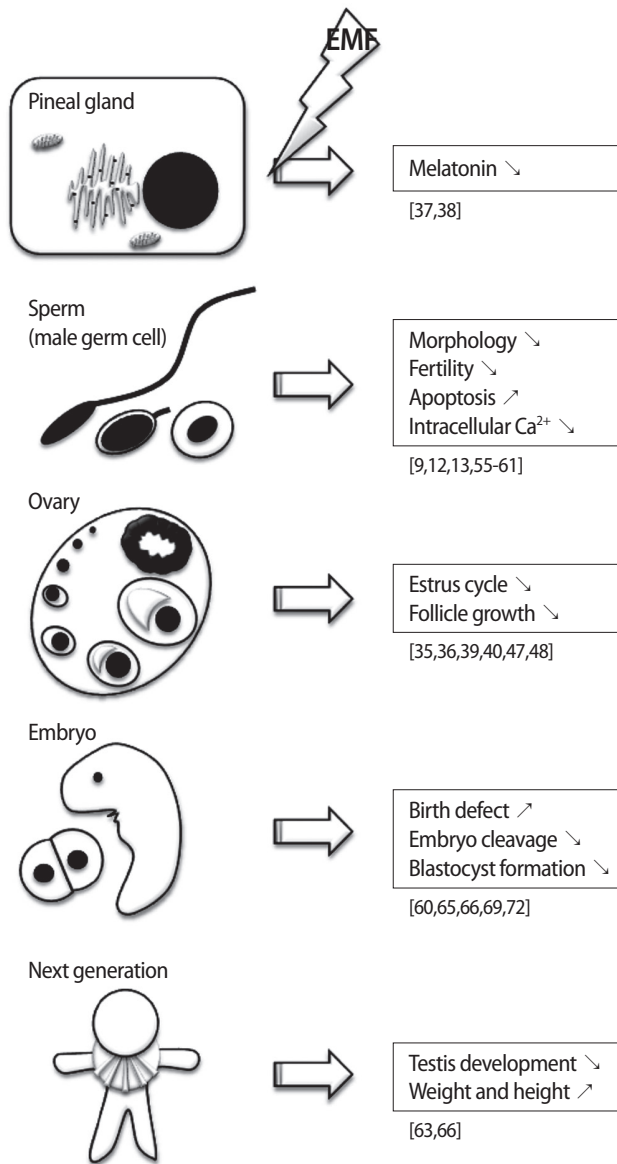 EMF
Pineal gland
Melatonin ↘
[37,38]
Sperm
(male germ cell)
Morphology ↘
Fertility ↘
Apoptosis ↗
Intracellular Ca²⁺ ↘
[9,12,13,55-61]
Ovary
Estrus cycle ↘
Follicle growth ↘
[35,36,39,40,47,48]
Embryo
Birth defect ↗
Embryo cleavage ↘
Blastocyst formation ↘
[60,65,66,69,72]
Next generation
Testis development ↘
Weight and height ↗
[63,66]